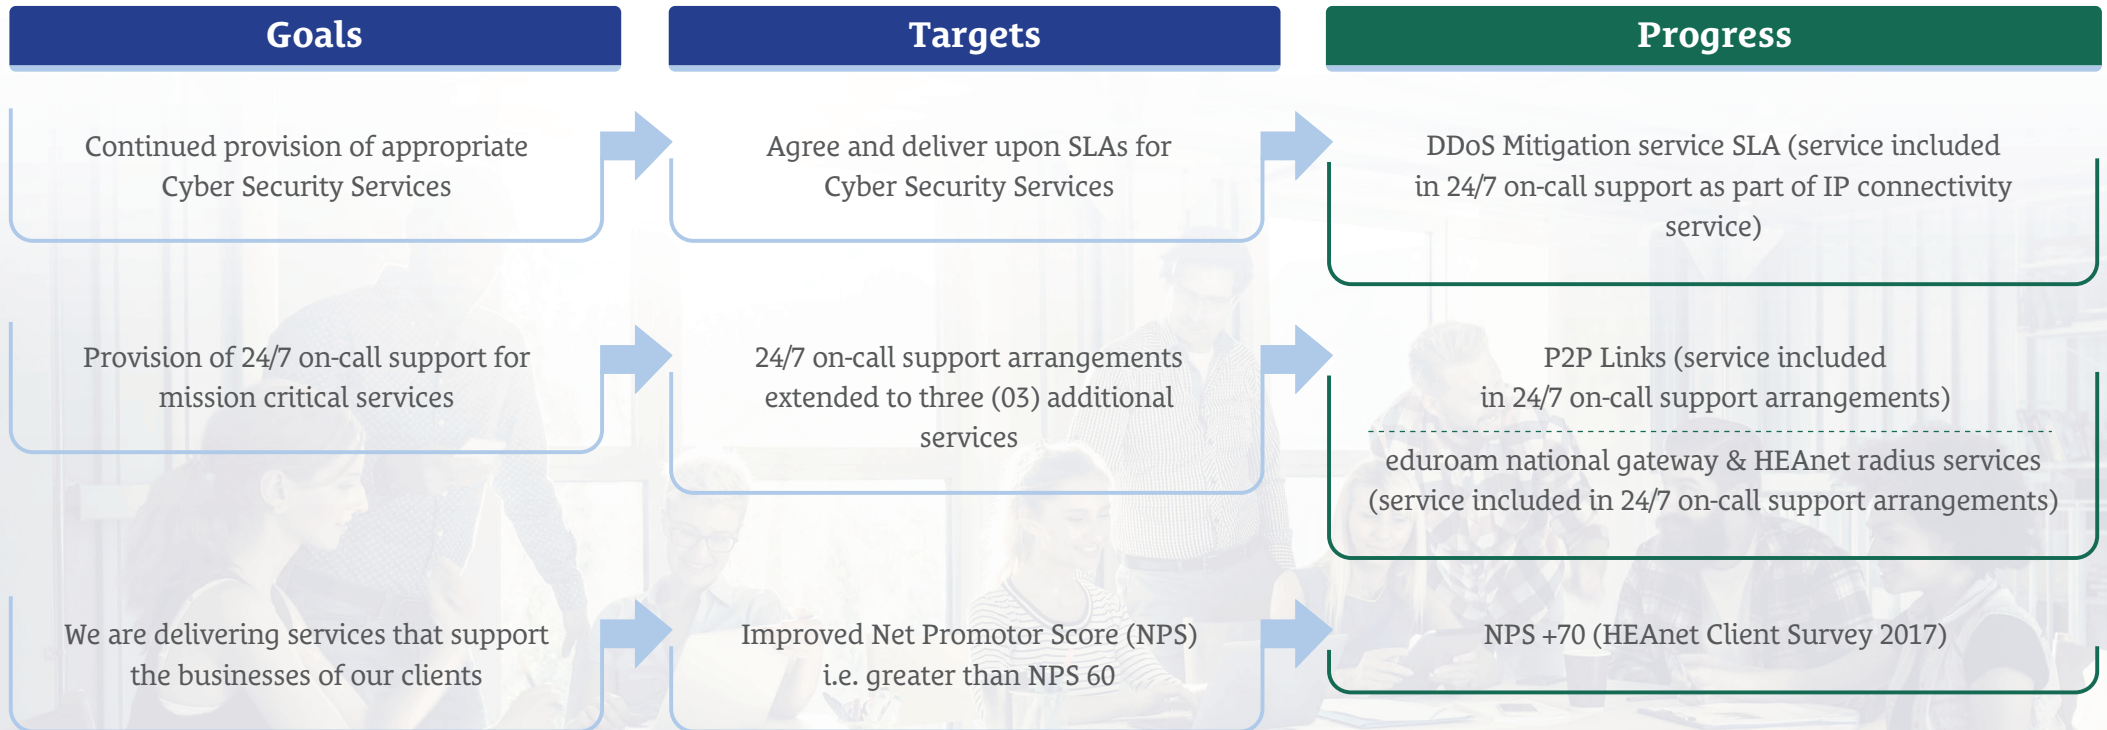 Goals
Targets
Progress
Continued provision of appropriate
Cyber Security Services
Agree and deliver upon SLAs for
Cyber Security Services
DDoS Mitigation service SLA (service included
in 24/7 on-call support as part of IP connectivity
service)
Provision of 24/7 on-call support for
mission critical services
24/7 on-call support arrangements
extended to three (03) additional
services
P2P Links (service included
in 24/7 on-call support arrangements)
eduroam national gateway & HEAnet radius services
(service included in 24/7 on-call support arrangements)
We are delivering services that support
the businesses of our clients
Improved Net Promotor Score (NPS)
i.e. greater than NPS 60
NPS +70 (HEAnet Client Survey 2017)